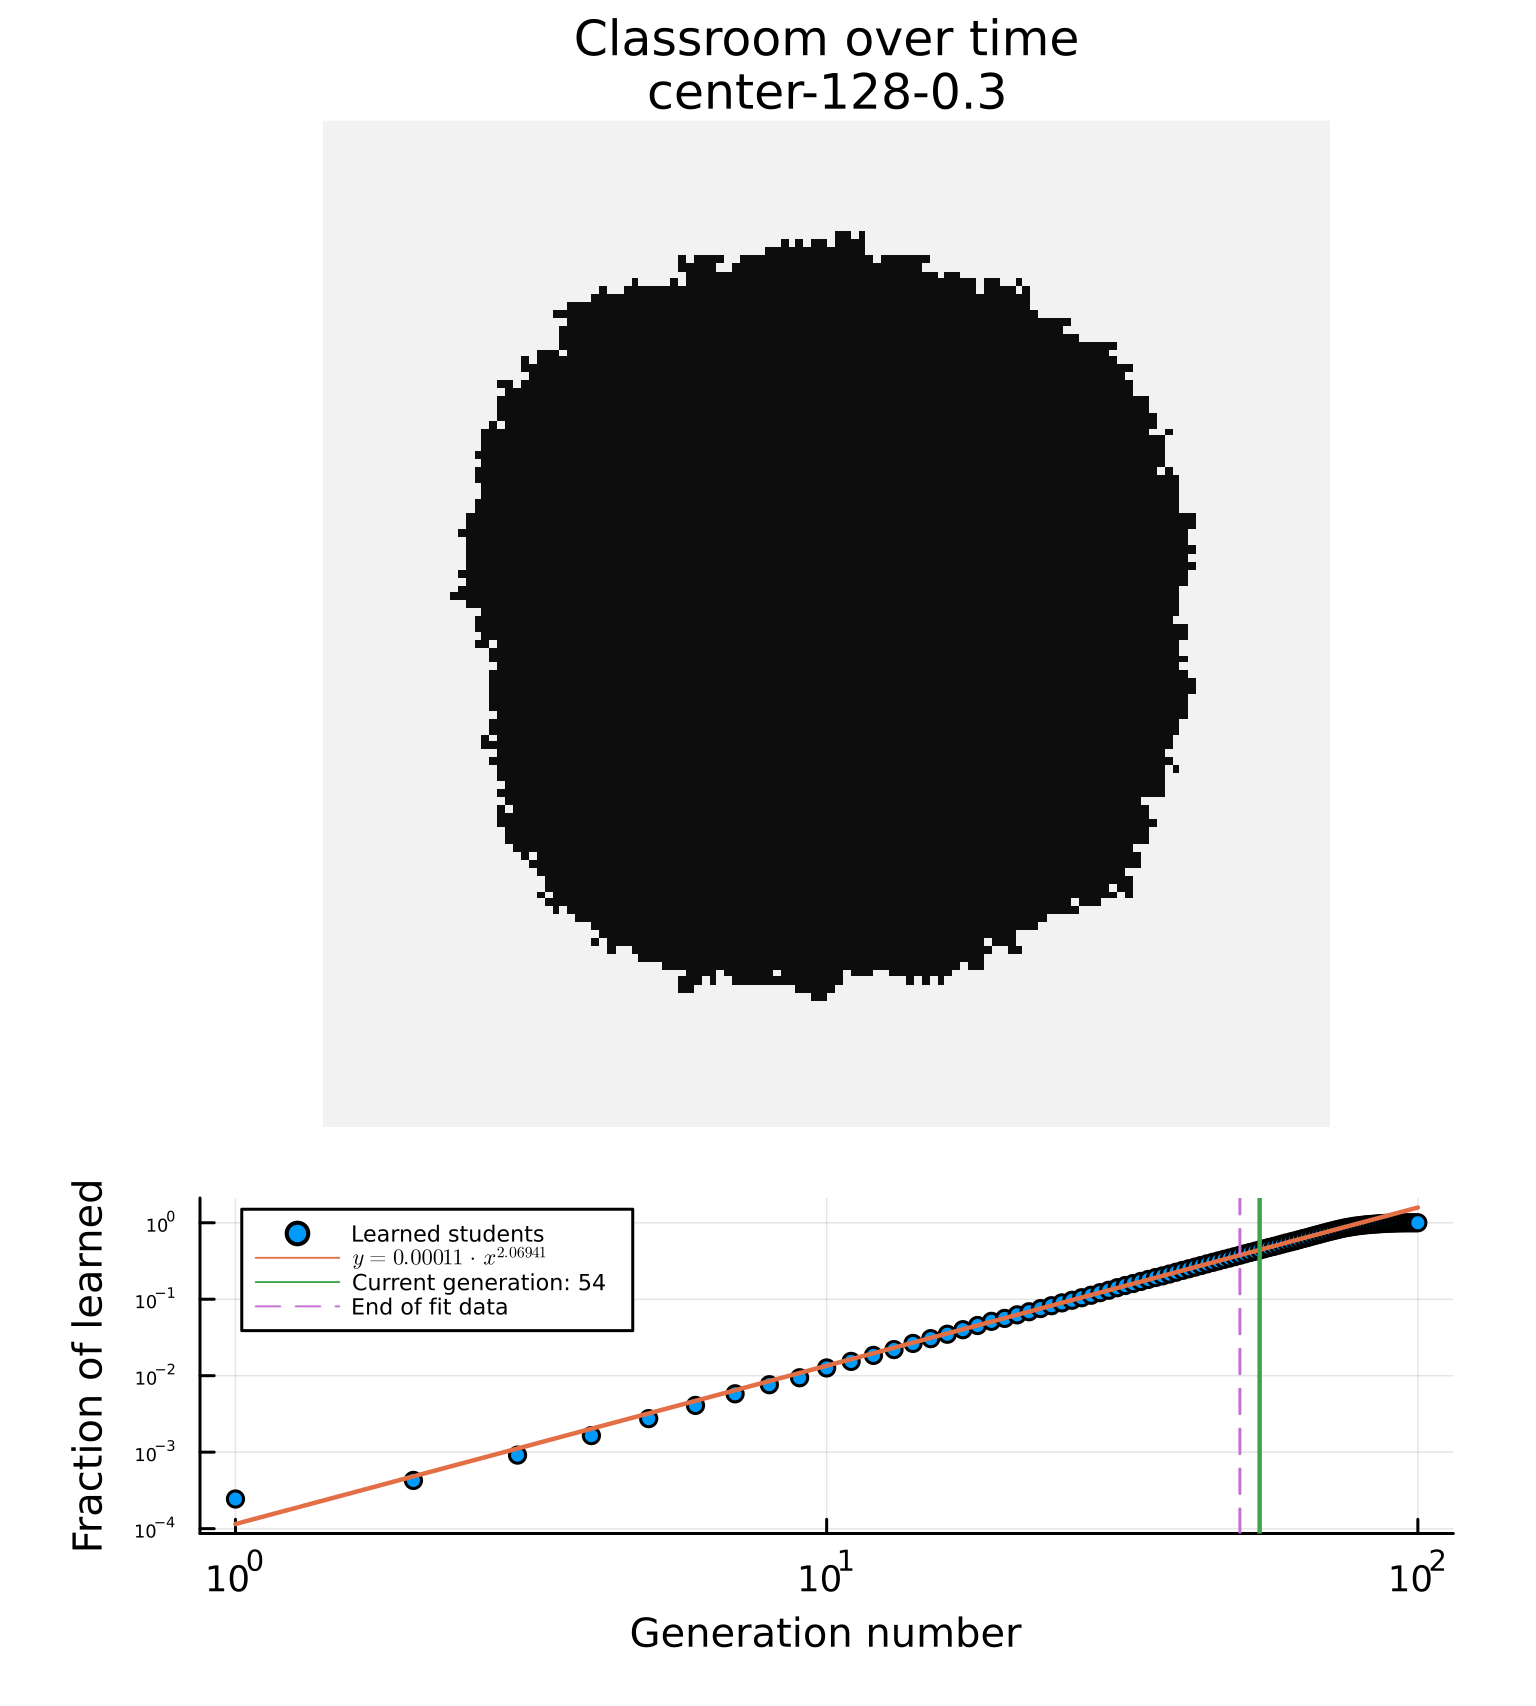 Classroom over time
center-128-0.3
Fraction of learned
10^0
10^-1
10^-2
10^-3
10^-4
Learned students
y = 0.00011 · x^2.06941
Current generation: 54
End of fit data
10^0 10^1 10^2
Generation number